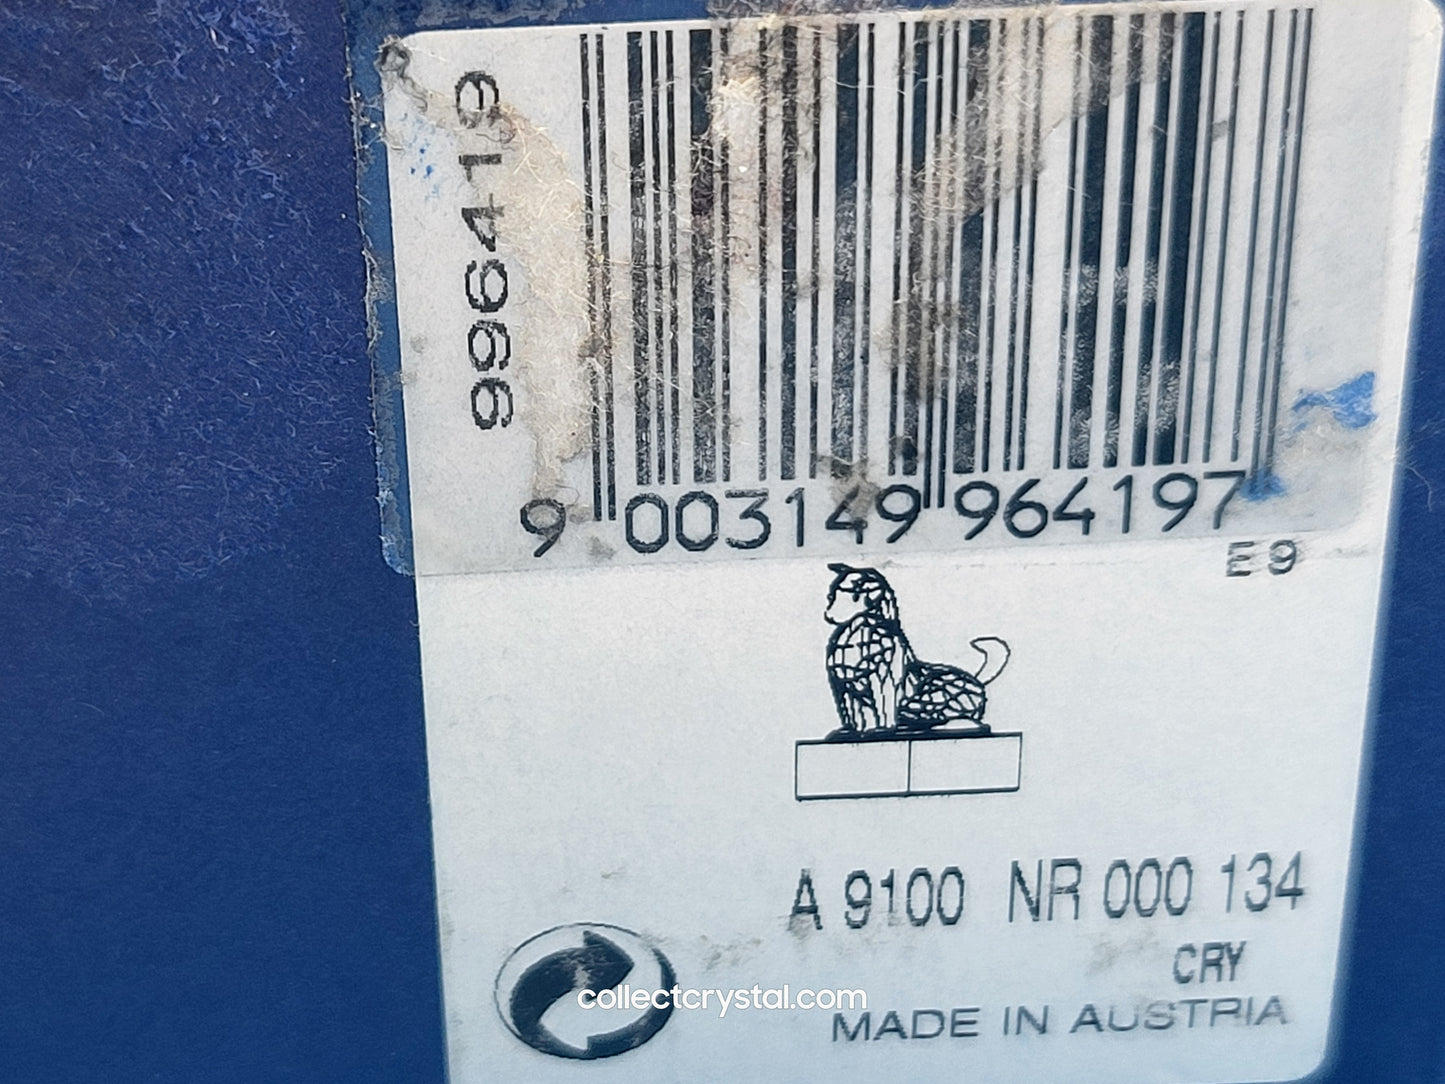 996419
9 003149 964197
E9
A 9100 NR 000 134
CRY
collectcrystal.com
MADE IN AUSTRIA